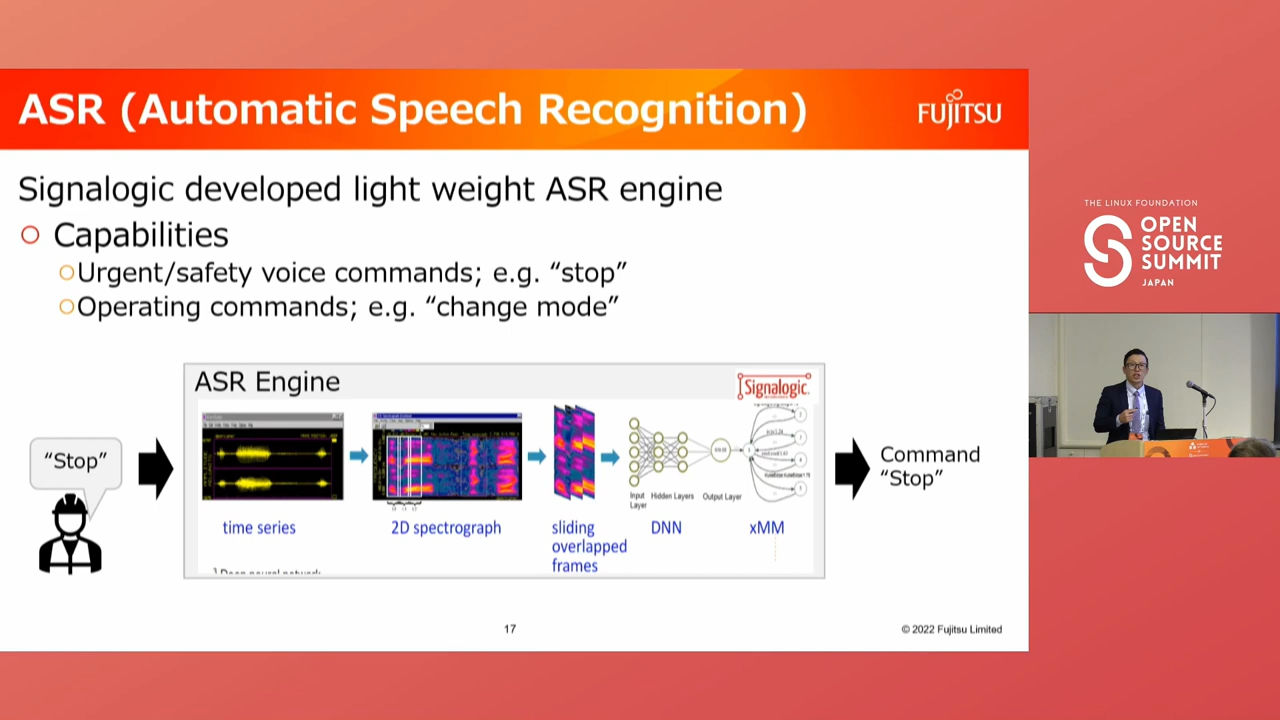 ASR (Automatic Speech Recognition)
FUJITSU
Signalogic developed light weight ASR engine
Capabilities
Urgent/safety voice commands; e.g. “stop”
Operating commands; e.g. “change mode”
ASR Engine
Signalogic.
“Stop”
Input
Layer
Hidden Layers
Output Layer
time series
2D spectrograph
sliding
overlapped
frames
DNN
xMM
Command
“Stop”
17
© 2022 Fujitsu Limited
THE LINUX FOUNDATION
OPEN
SOURCE
SUMMIT
JAPAN